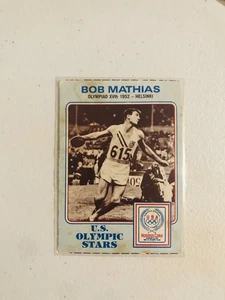 BOB MATHIAS
OLYMPIAD XVth 1952 - HELSINKI
615
U.S.
OLYMPIC
STARS